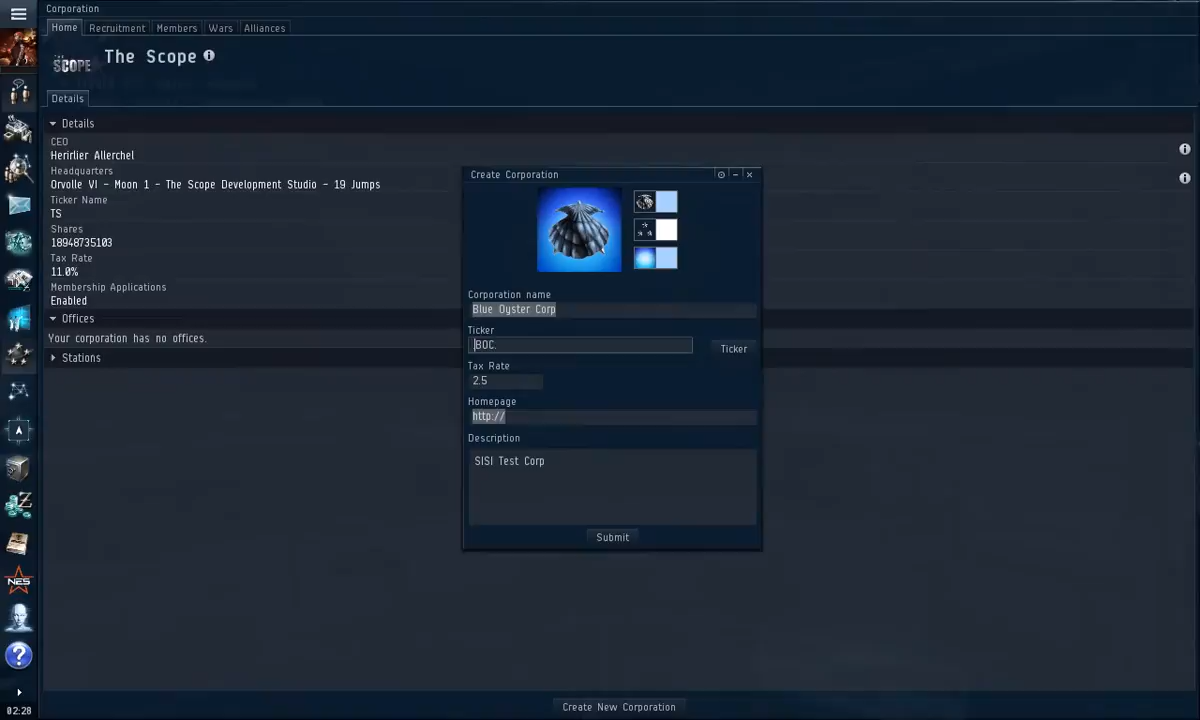 Corporation
Home Recruitment Members Wars Alliances
SCOPE
The Scope
Details
Details
CEO
Herirlier Allerchel
Headquarters
Orvolle VI - Moon 1 - The Scope Development Studio - 19 Jumps
Ticker Name
TS
Shares
18948735103
Tax Rate
11.0%
Membership Applications
Enabled
Offices
Your corporation has no offices.
Stations
Create Corporation
Corporation name
Blue Oyster Corp
Ticker
BOC.
Ticker
Tax Rate
2.5
Homepage
http://
Description
SISI Test Corp
Submit
Create New Corporation
NES
?
02:28